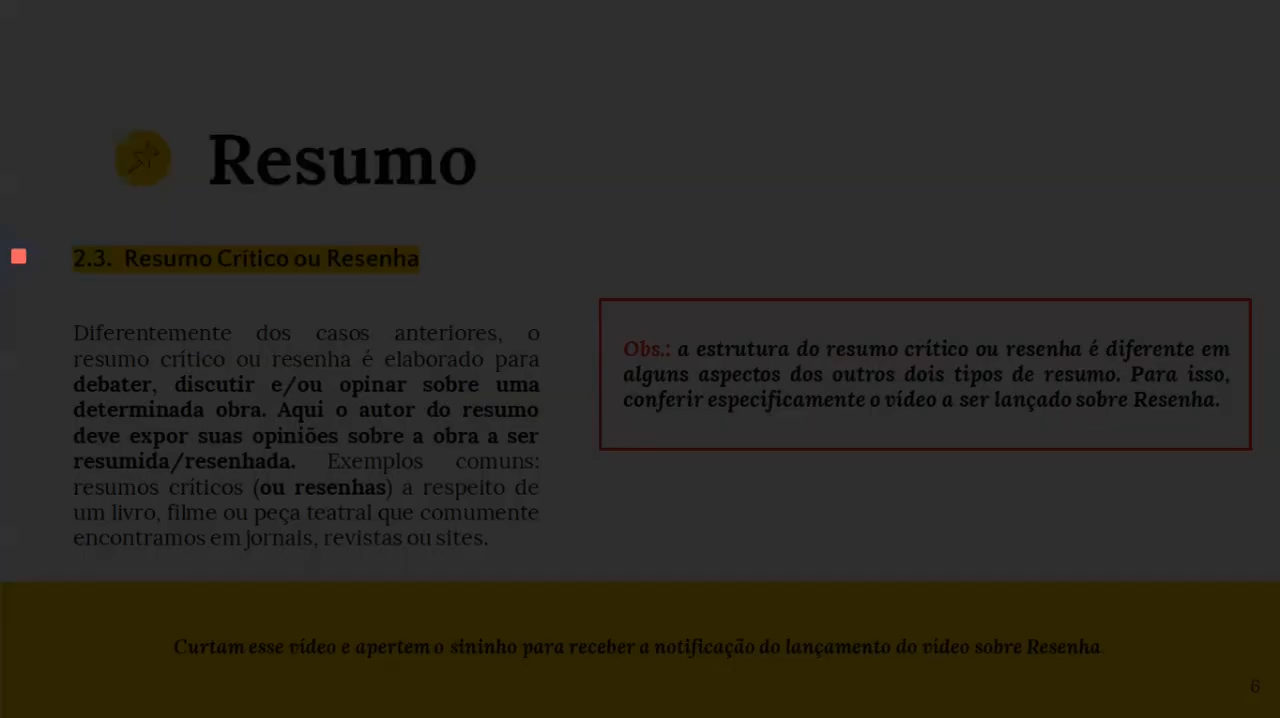 Resumo
2.3. Resumo Crítico ou Resenha
Diferentemente dos casos anteriores, o
resumo crítico ou resenha é elaborado para
debater, discutir e/ou opinar sobre uma
determinada obra. Aqui o autor do resumo
deve expor suas opiniões sobre a obra a ser
resumida/resenhada. Exemplos comuns:
resumos críticos (ou resenhas) a respeito de
um livro, filme ou peça teatral que comumente
encontramos em jornais, revistas ou sites.
Obs.: a estrutura do resumo crítico ou resenha é diferente em
alguns aspectos dos outros dois tipos de resumo. Para isso,
conferir especificamente o vídeo a ser lançado sobre Resenha.
Curtam esse vídeo e apertem o sininho para receber a notificação do lançamento do vídeo sobre Resenha.
6